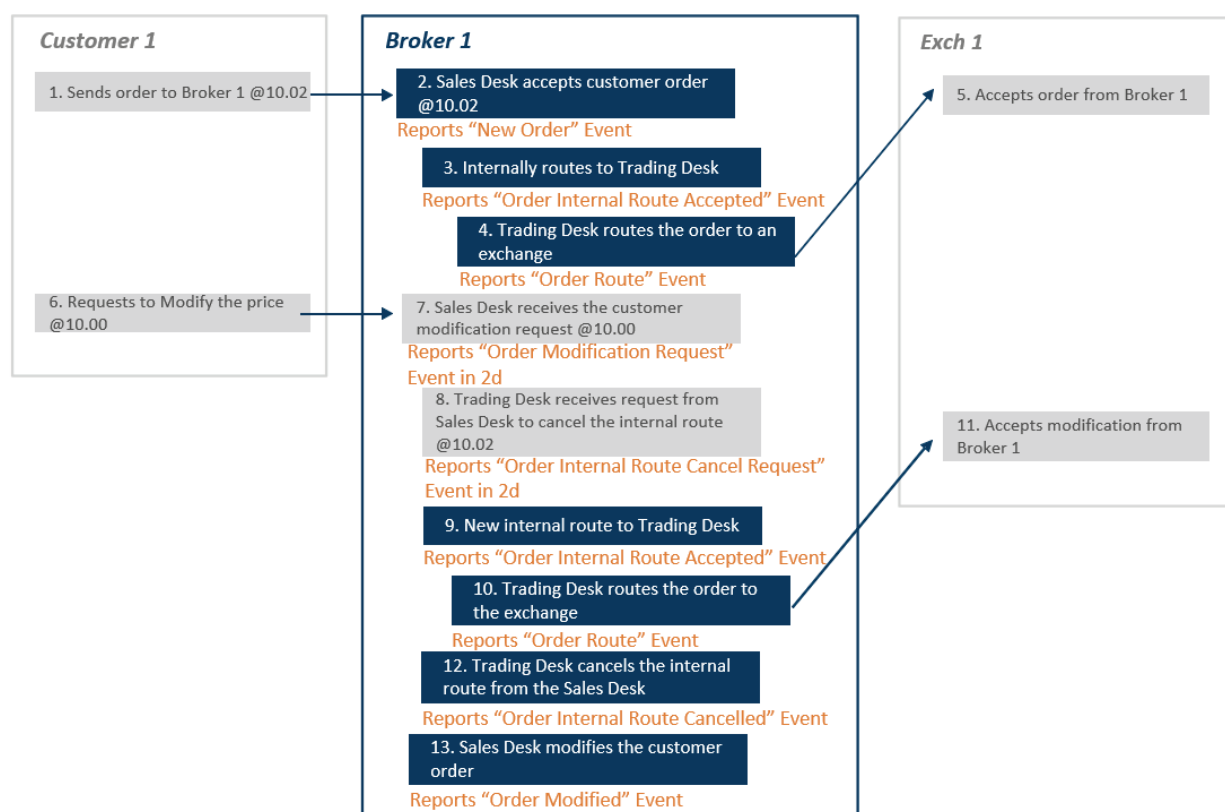 Customer 1
1. Sends order to Broker 1 @10.02
6. Requests to Modify the price
@10.00
Broker 1
2. Sales Desk accepts customer order
@10.02
Reports “New Order” Event
3. Internally routes to Trading Desk
Reports “Order Internal Route Accepted” Event
4. Trading Desk routes the order to an
exchange
Reports “Order Route” Event
7. Sales Desk receives the customer
modification request @10.00
Reports “Order Modification Request”
Event in 2d
8. Trading Desk receives request from
Sales Desk to cancel the internal route
@10.02
Reports “Order Internal Route Cancel Request”
Event in 2d
9. New internal route to Trading Desk
Reports “Order Internal Route Accepted” Event
10. Trading Desk routes the order to
the exchange
Reports “Order Route” Event
12. Trading Desk cancels the internal
route from the Sales Desk
Reports “Order Internal Route Cancelled” Event
13. Sales Desk modifies the customer
order
Reports “Order Modified” Event
Exch 1
5. Accepts order from Broker 1
11. Accepts modification from
Broker 1